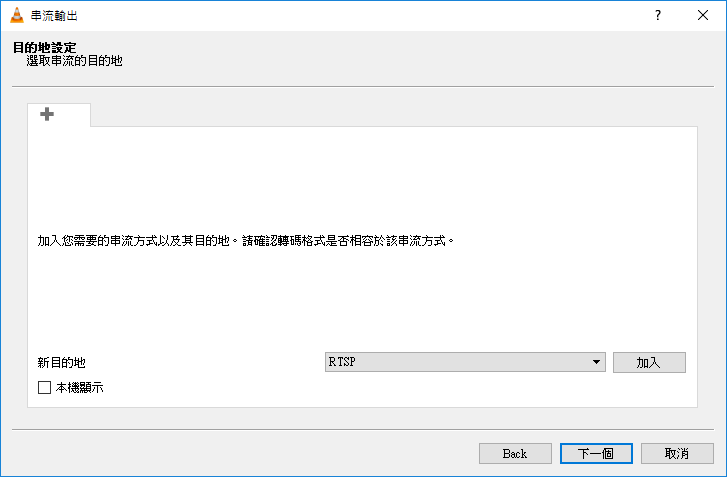 串流輸出
?
目的地設定
選取串流的目的地
加入您需要的串流方式以及其目的地。請確認轉碼格式是否相容於該串流方式。
新目的地
RTSP
加入
本機顯示
Back
下一個
取消